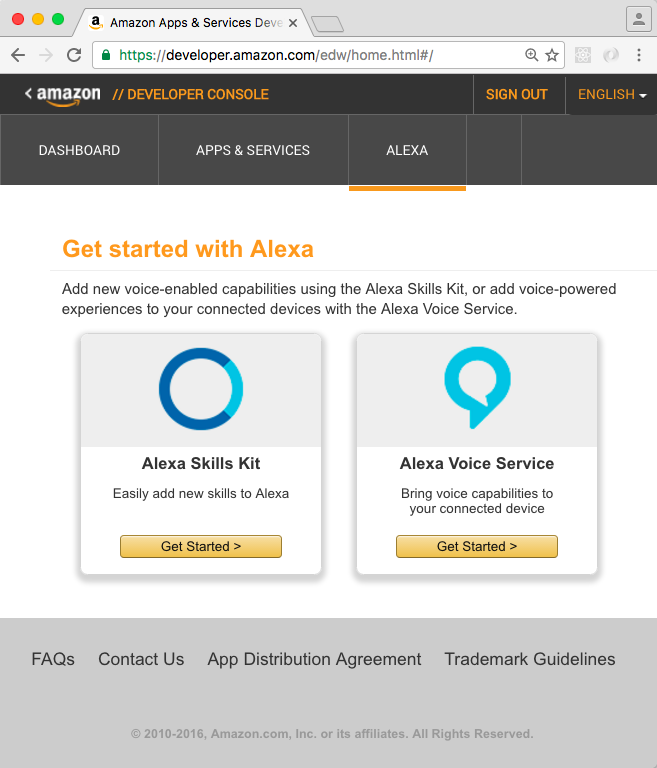 Amazon Apps & Services Deve
https://developer.amazon.com/edw/home.html#/
< amazon // DEVELOPER CONSOLE SIGN OUT ENGLISH
DASHBOARD APPS & SERVICES ALEXA
Get started with Alexa
Add new voice-enabled capabilities using the Alexa Skills Kit, or add voice-powered
experiences to your connected devices with the Alexa Voice Service.
Alexa Skills Kit
Easily add new skills to Alexa
Get Started >
Alexa Voice Service
Bring voice capabilities to
your connected device
Get Started >
FAQs Contact Us App Distribution Agreement Trademark Guidelines
© 2010-2016, Amazon.com, Inc. or its affiliates. All Rights Reserved.